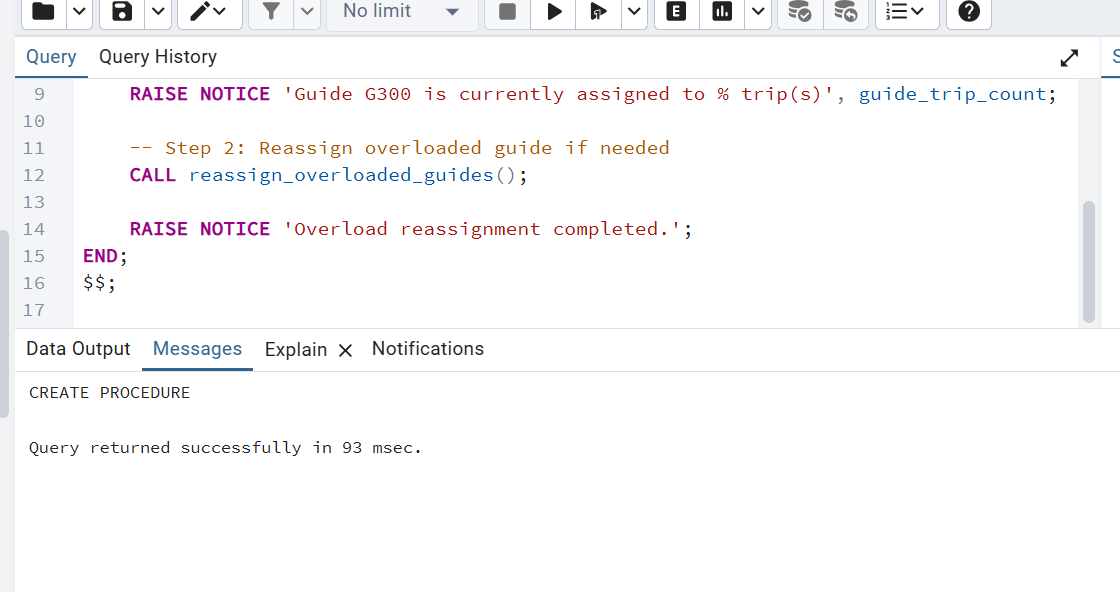 No limit
E
Query Query History S
9 RAISE NOTICE 'Guide G300 is currently assigned to % trip(s)', guide_trip_count;
10
11 -- Step 2: Reassign overloaded guide if needed
12 CALL reassign_overloaded_guides();
13
14 RAISE NOTICE 'Overload reassignment completed.';
15 END;
16 $$;
17
Data Output Messages Explain Notifications
CREATE PROCEDURE
Query returned successfully in 93 msec.